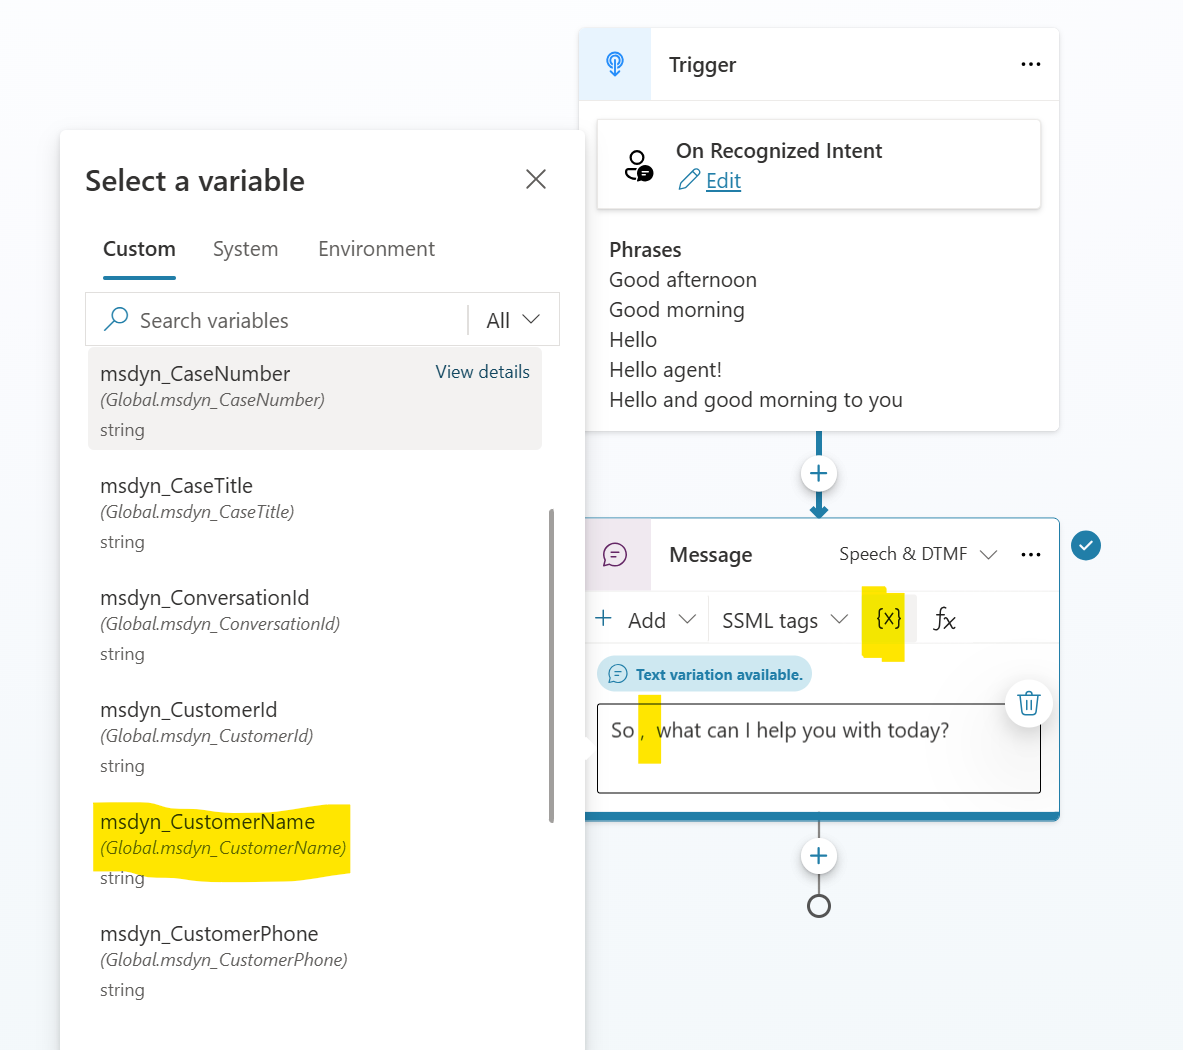 Trigger
On Recognized Intent
Edit
Phrases
Good afternoon
Good morning
Hello
Hello agent!
Hello and good morning to you
Select a variable
Custom System Environment
Search variables All
msdyn_CaseNumber View details
(Global.msdyn_CaseNumber)
string
msdyn_CaseTitle
(Global.msdyn_CaseTitle)
string
msdyn_ConversationId
(Global.msdyn_ConversationId)
string
msdyn_CustomerId
(Global.msdyn_CustomerId)
string
msdyn_CustomerName
(Global.msdyn_CustomerName)
string
msdyn_CustomerPhone
(Global.msdyn_CustomerPhone)
string
Message Speech & DTMF
+ Add SSML tags {x} fx
Text variation available.
So , what can I help you with today?